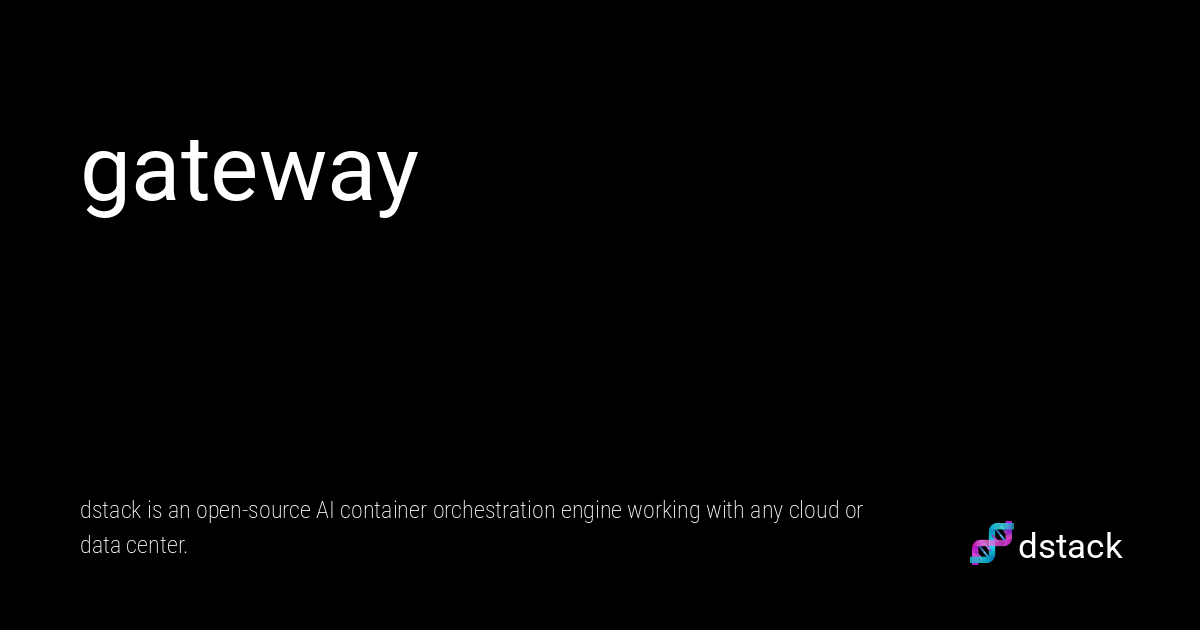 gateway
dstack is an open-source AI container orchestration engine working with any cloud or
data center.
dstack